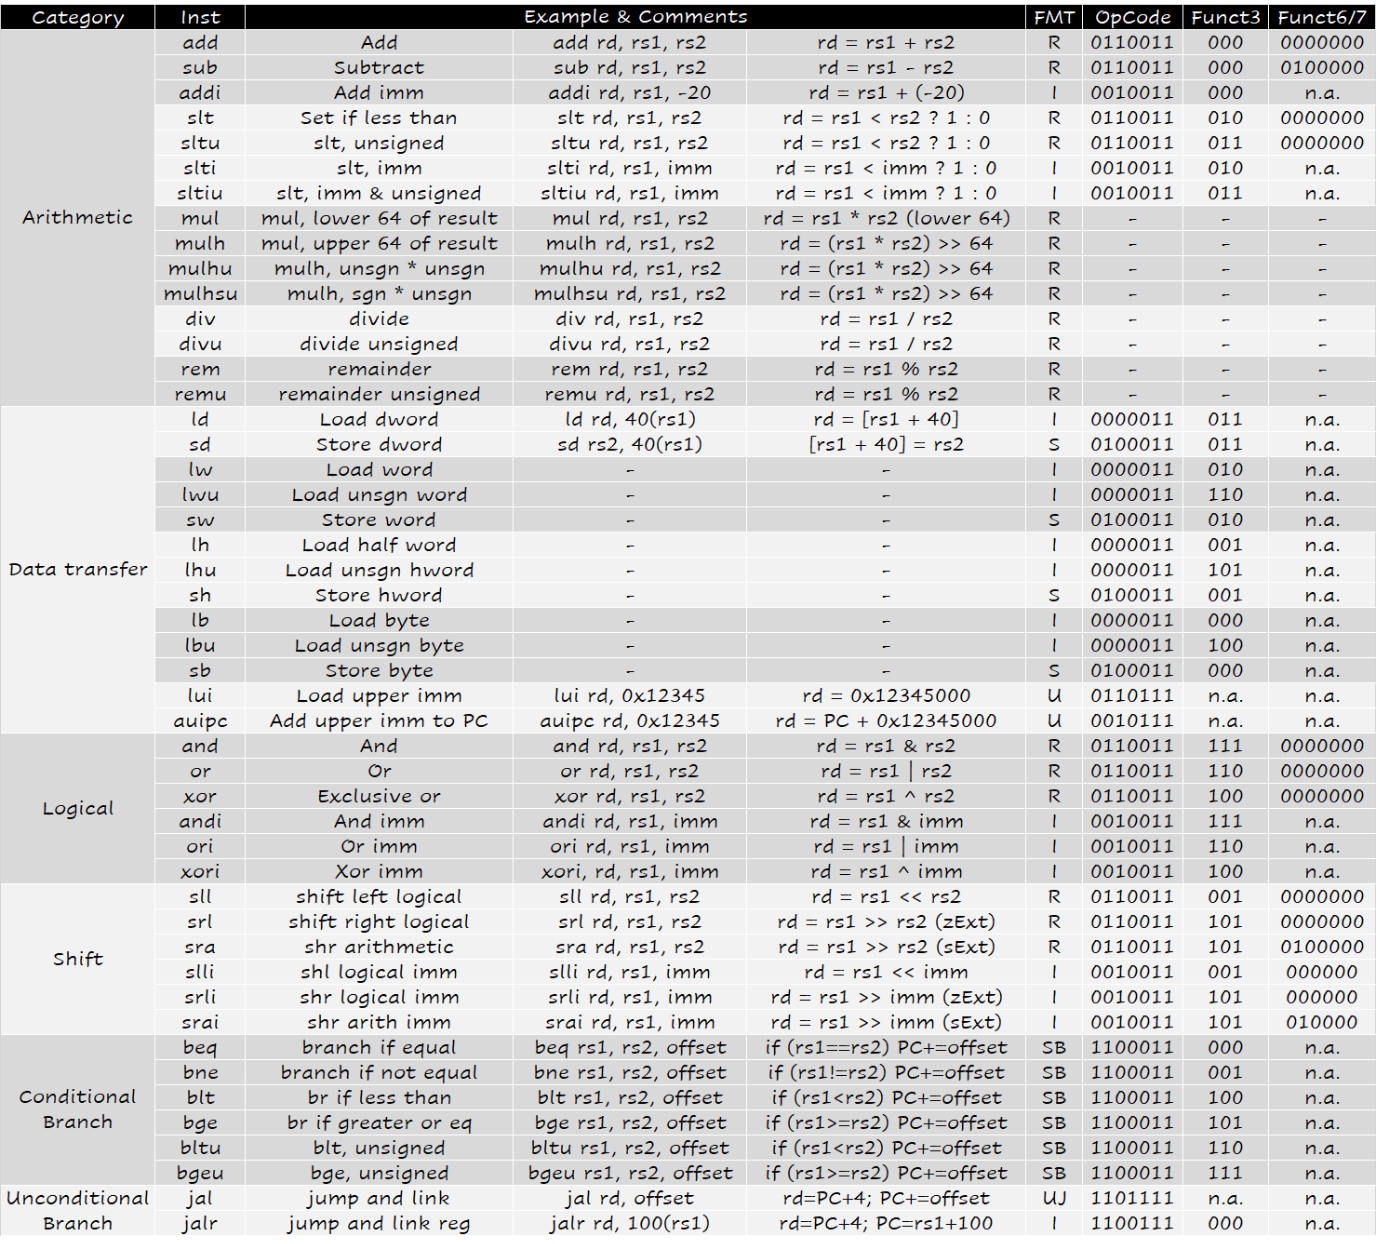 Category Inst Example & Comments FMT OpCode Funct3 Funct6/7
Arithmetic
add Add add rd, rs1, rs2 rd = rs1 + rs2 R 0110011 000 0000000
sub Subtract sub rd, rs1, rs2 rd = rs1 - rs2 R 0110011 000 0100000
addi Add imm addi rd, rs1, -20 rd = rs1 + (-20) I 0010011 000 n.a.
slt Set if less than slt rd, rs1, rs2 rd = rs1 < rs2 ? 1 : 0 R 0110011 010 0000000
sltu slt, unsigned sltu rd, rs1, rs2 rd = rs1 < rs2 ? 1 : 0 R 0110011 011 0000000
slti slt, imm slti rd, rs1, imm rd = rs1 < imm ? 1 : 0 I 0010011 010 n.a.
sltiu slt, imm & unsigned sltiu rd, rs1, imm rd = rs1 < imm ? 1 : 0 I 0010011 011 n.a.
mul mul, lower 64 of result mul rd, rs1, rs2 rd = rs1 * rs2 (lower 64) R - - -
mulh mul, upper 64 of result mulh rd, rs1, rs2 rd = (rs1 * rs2) >> 64 R - - -
mulhu mulh, unsgn * unsgn mulhu rd, rs1, rs2 rd = (rs1 * rs2) >> 64 R - - -
mulhsu mulh, sgn * unsgn mulhsu rd, rs1, rs2 rd = (rs1 * rs2) >> 64 R - - -
div divide div rd, rs1, rs2 rd = rs1 / rs2 R - - -
divu divide unsigned divu rd, rs1, rs2 rd = rs1 / rs2 R - - -
rem remainder rem rd, rs1, rs2 rd = rs1 % rs2 R - - -
remu remainder unsigned remu rd, rs1, rs2 rd = rs1 % rs2 R - - -
Data transfer
ld Load dword ld rd, 40(rs1) rd = [rs1 + 40] I 0000011 011 n.a.
sd Store dword sd rs2, 40(rs1) [rs1 + 40] = rs2 S 0100011 011 n.a.
lw Load word - - I 0000011 010 n.a.
lwu Load unsgn word - - I 0000011 110 n.a.
sw Store word - - S 0100011 010 n.a.
lh Load half word - - I 0000011 001 n.a.
lhu Load unsgn hword - - I 0000011 101 n.a.
sh Store hword - - S 0100011 001 n.a.
lb Load byte - - I 0000011 000 n.a.
lbu Load unsgn byte - - I 0000011 100 n.a.
sb Store byte - - S 0100011 000 n.a.
lui Load upper imm lui rd, 0x12345 rd = 0x12345000 U 0110111 n.a. n.a.
auipc Add upper imm to PC auipc rd, 0x12345 rd = PC + 0x12345000 U 0010111 n.a. n.a.
Logical
and And and rd, rs1, rs2 rd = rs1 & rs2 R 0110011 111 0000000
or Or or rd, rs1, rs2 rd = rs1 | rs2 R 0110011 110 0000000
xor Exclusive or xor rd, rs1, rs2 rd = rs1 ^ rs2 R 0110011 100 0000000
andi And imm andi rd, rs1, imm rd = rs1 & imm I 0010011 111 n.a.
ori Or imm ori rd, rs1, imm rd = rs1 | imm I 0010011 110 n.a.
xori Xor imm xori, rd, rs1, imm rd = rs1 ^ imm I 0010011 100 n.a.
Shift
sll shift left logical sll rd, rs1, rs2 rd = rs1 << rs2 R 0110011 001 0000000
srl shift right logical srl rd, rs1, rs2 rd = rs1 >> rs2 (zExt) R 0110011 101 0000000
sra shr arithmetic sra rd, rs1, rs2 rd = rs1 >> rs2 (sExt) R 0110011 101 0100000
slli shl logical imm slli rd, rs1, imm rd = rs1 << imm I 0010011 001 000000
srli shr logical imm srli rd, rs1, imm rd = rs1 >> imm (zExt) I 0010011 101 000000
srai shr arith imm srai rd, rs1, imm rd = rs1 >> imm (sExt) I 0010011 101 010000
Conditional
Branch
beq branch if equal beq rs1, rs2, offset if (rs1==rs2) PC+=offset SB 1100011 000 n.a.
bne branch if not equal bne rs1, rs2, offset if (rs1!=rs2) PC+=offset SB 1100011 001 n.a.
blt br if less than blt rs1, rs2, offset if (rs1<rs2) PC+=offset SB 1100011 100 n.a.
bge br if greater or eq bge rs1, rs2, offset if (rs1>=rs2) PC+=offset SB 1100011 101 n.a.
bltu blt, unsigned bltu rs1, rs2, offset if (rs1<rs2) PC+=offset SB 1100011 110 n.a.
bgeu bge, unsigned bgeu rs1, rs2, offset if (rs1>=rs2) PC+=offset SB 1100011 111 n.a.
Unconditional
Branch
jal jump and link jal rd, offset rd=PC+4; PC+=offset UJ 1101111 n.a. n.a.
jalr jump and link reg jalr rd, 100(rs1) rd=PC+4; PC=rs1+100 I 1100111 000 n.a.